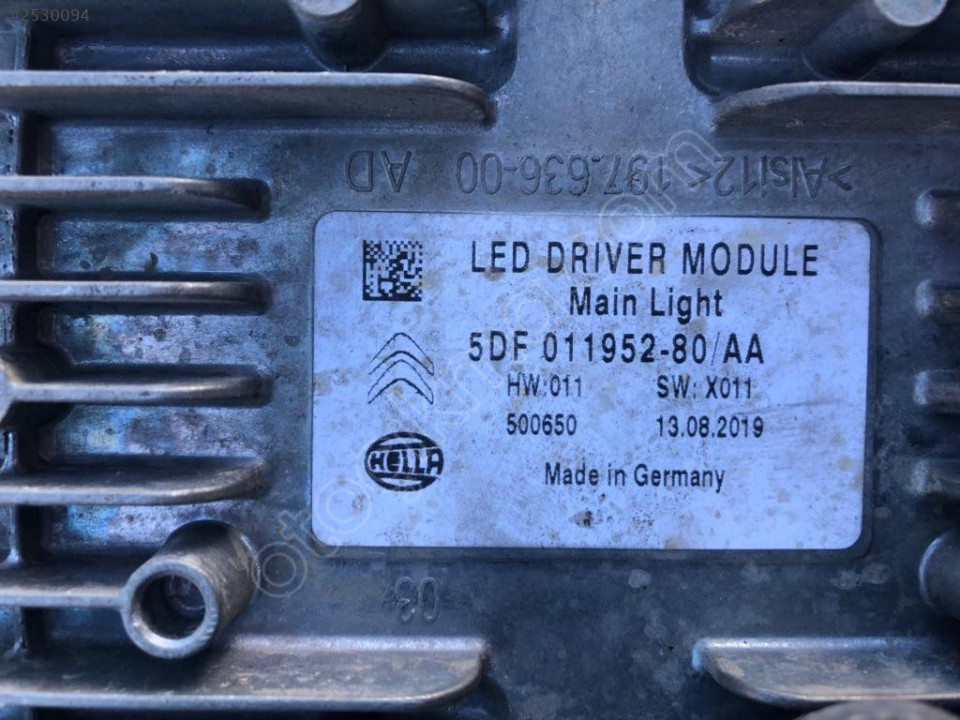 2530094
>AlSi12< 197.636-00 AD
LED DRIVER MODULE
Main Light
5DF 011952-80/AA
HW:011 SW: X011
500650 13.08.2019
HELLA
Made in Germany
03